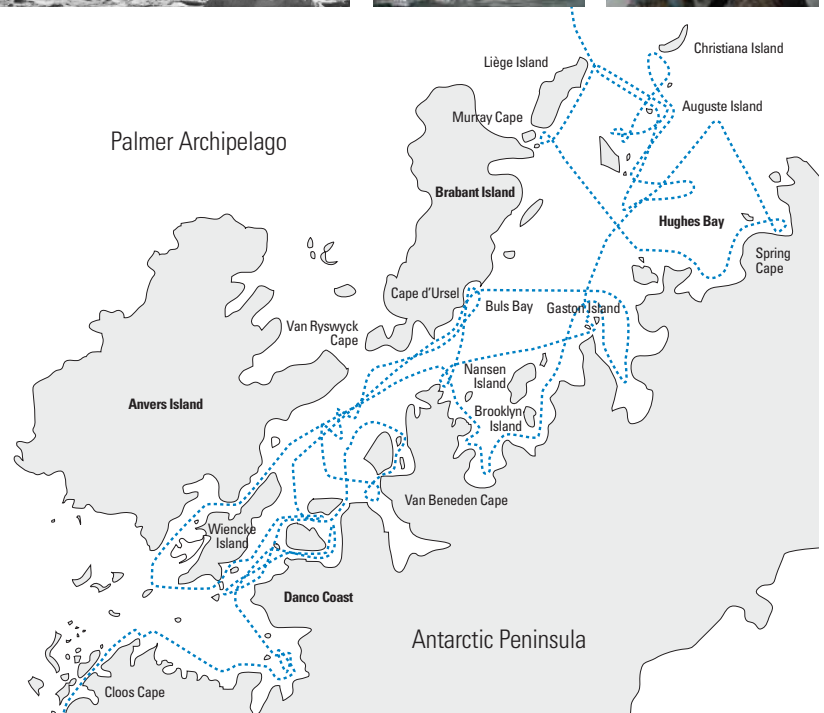 Christiana Island
Liège Island
Auguste Island
Murray Cape
Palmer Archipelago
Brabant Island
Hughes Bay
Spring
Cape
Cape d'Ursel
Buls Bay
Gaston Island
Van Ryswyck
Cape
Nansen
Island
Anvers Island
Brooklyn
Island
Van Beneden Cape
Wiencke
Island
Danco Coast
Antarctic Peninsula
Cloos Cape